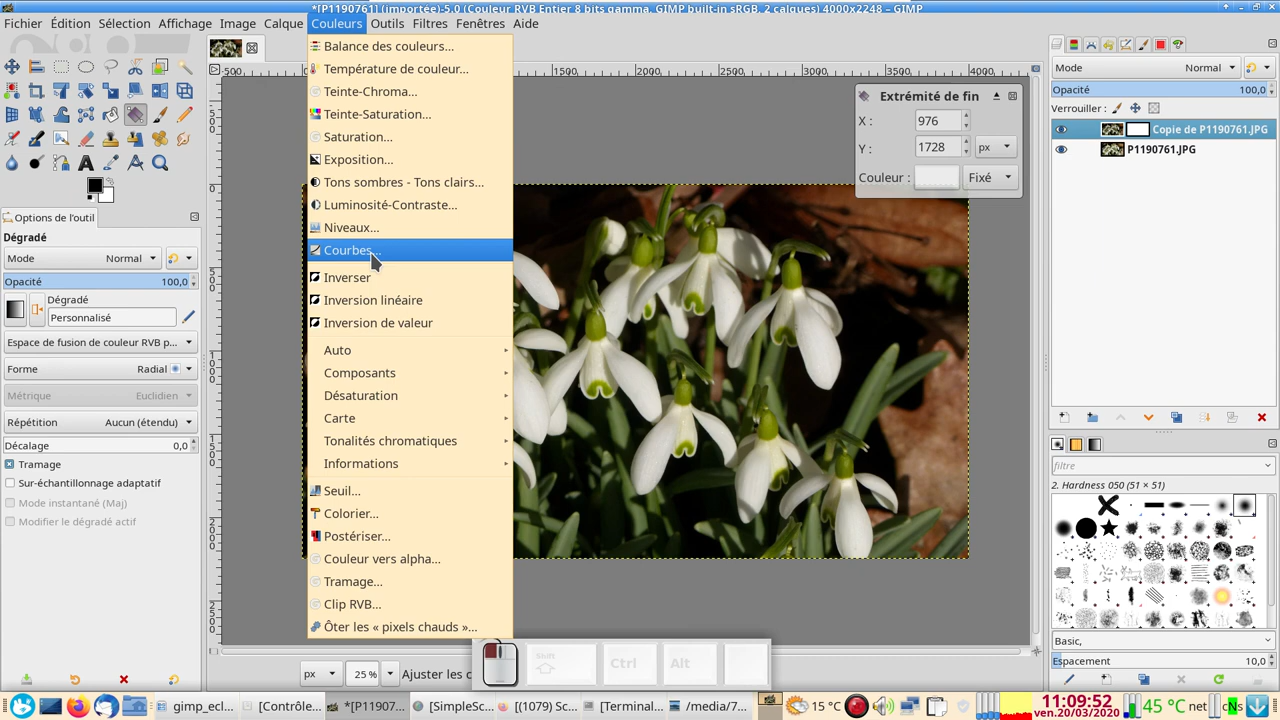 *[P1190761] (importée)-5.0 (Couleur RVB Entier 8 bits gamma, GIMP built-in sRGB, 2 calques) 4000x2248 – GIMP
Fichier Édition Sélection Affichage Image Calque Couleurs Outils Filtres Fenêtres Aide
Balance des couleurs...
Température de couleur...
Teinte-Chroma...
Teinte-Saturation...
Saturation...
Exposition...
Tons sombres - Tons clairs...
Luminosité-Contraste...
Niveaux...
Courbes...
Inverser
Inversion linéaire
Inversion de valeur
Auto
Composants
Désaturation
Carte
Tonalités chromatiques
Informations
Seuil...
Colorier...
Postériser...
Couleur vers alpha...
Tramage...
Clip RVB...
Ôter les « pixels chauds »...
Options de l'outil
Dégradé
Mode Normal
Opacité 100,0
Dégradé
Personnalisé
Espace de fusion de couleur RVB p...
Forme Radial
Métrique Euclidien
Répétition Aucun (étendu)
Décalage 0,0
Tramage
Sur-échantillonnage adaptatif
Mode instantané (Maj)
Modifier le dégradé actif
-500 1500 2000 2500 3000 3500 4000
Extrémité de fin
X : 976
Y : 1728 px
Couleur : Fixé
px 25 % Ajuster les c
Shift Ctrl Alt
Mode Normal
Opacité 100,0
Verrouiller :
Copie de P1190761.JPG
P1190761.JPG
filtre
2. Hardness 050 (51 × 51)
Basic,
Espacement 10,0
gimp_ecl... [Contrôle... *[P11907... [SimpleSc... [(1079) Sc... [Terminal... /media/7... 15 °C 11:09:52 45 °C net
ven.20/03/2020